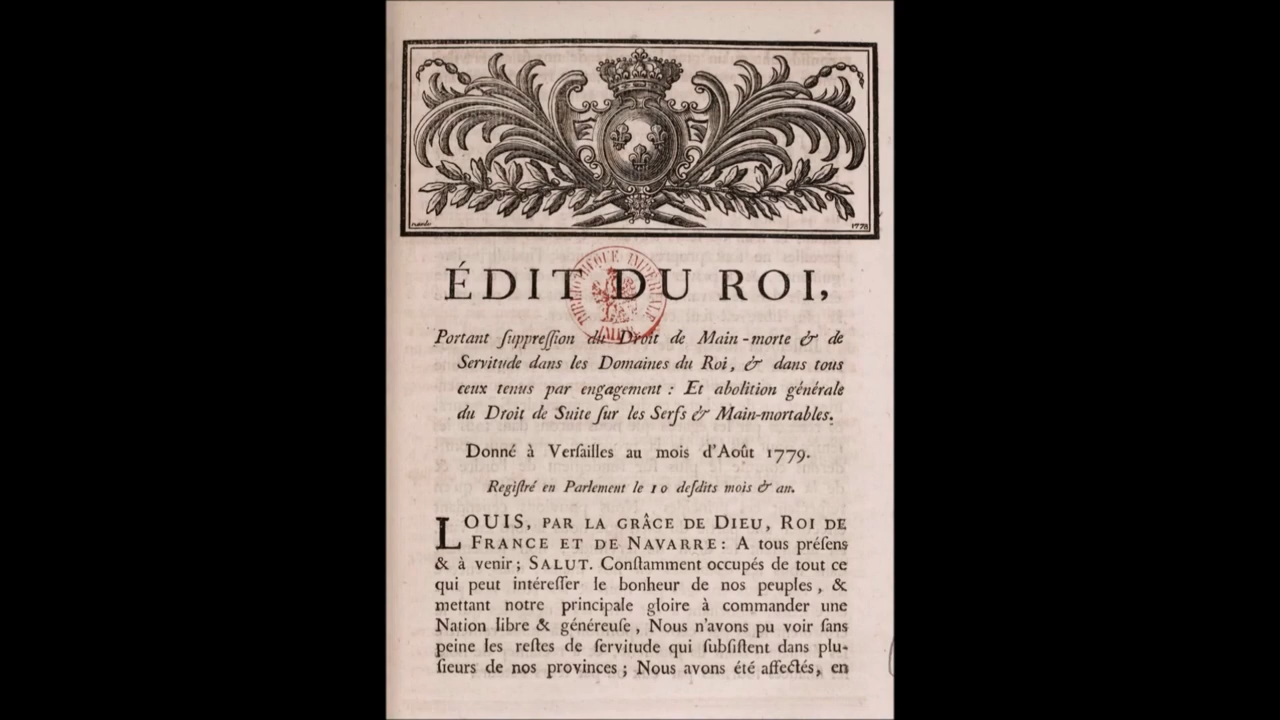 nardo
1778
ÉDIT DU ROI,
BIBLIOTHÈQUE IMPÉRIALE
IMPR.
Portant ſuppreſſion du Droit de Main-morte & de
Servitude dans les Domaines du Roi, & dans tous
ceux tenus par engagement : Et abolition générale
du Droit de Suite ſur les Serfs & Main-mortables.
Donné à Verſailles au mois d'Août 1779.
Regiſtré en Parlement le 10 deſdits mois & an.
LOUIS, PAR LA GRÂCE DE DIEU, ROI DE
FRANCE ET DE NAVARRE : A tous préſens
& à venir ; SALUT. Conſtamment occupés de tout ce
qui peut intéreſſer le bonheur de nos peuples, &
mettant notre principale gloire à commander une
Nation libre & généreuſe, Nous n'avons pu voir ſans
peine les reſtes de ſervitude qui ſubſiſtent dans plu-
ſieurs de nos provinces ; Nous avons été affectés, en